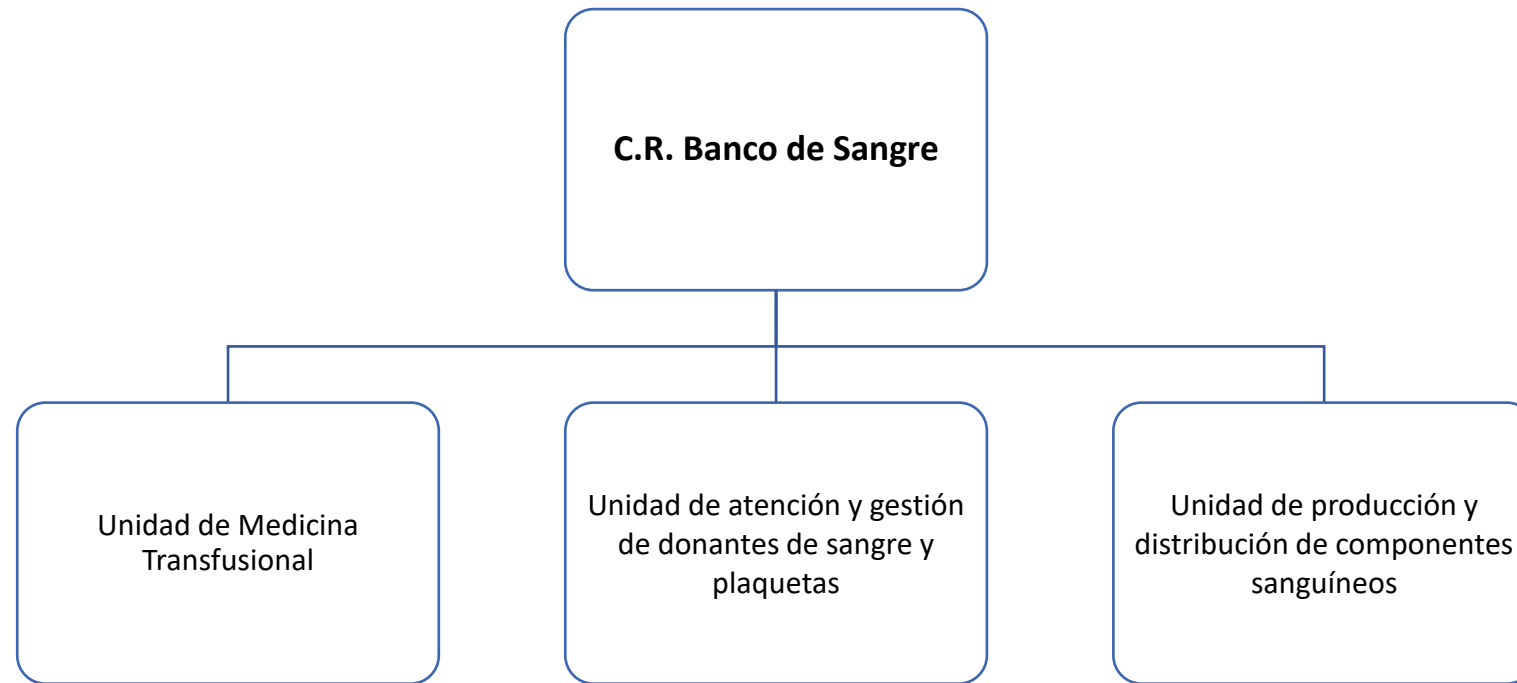 C.R. Banco de Sangre
Unidad de Medicina
Transfusional
Unidad de atención y gestión
de donantes de sangre y
plaquetas
Unidad de producción y
distribución de componentes
sanguíneos